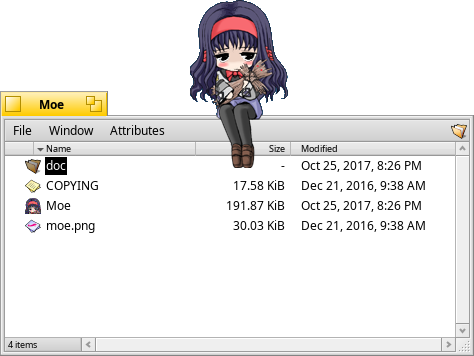 Moe
File Window Attributes
Name Size Modified
doc - Oct 25, 2017, 8:26 PM
COPYING 17.58 KiB Dec 21, 2016, 9:38 AM
Moe 191.87 KiB Oct 25, 2017, 8:26 PM
moe.png 30.03 KiB Dec 21, 2016, 9:38 AM
4 items